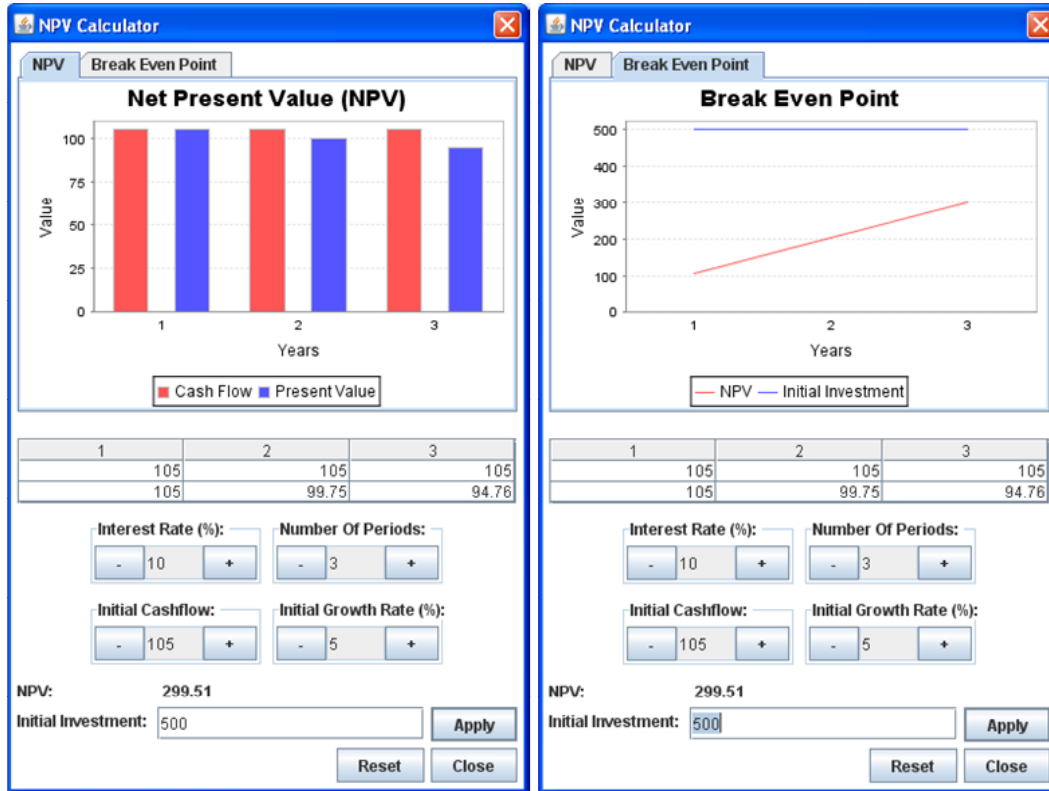 NPV Calculator
NPV Break Even Point
Net Present Value (NPV)
100
75
50
25
0
Value
1 2 3
Years
Cash Flow Present Value
1 2 3
105 105 105
105 99.75 94.76
Interest Rate (%): Number Of Periods:
- 10 + - 3 +
Initial Cashflow: Initial Growth Rate (%):
- 105 + - 5 +
NPV: 299.51
Initial Investment: 500 Apply
Reset Close
NPV Calculator
NPV Break Even Point
Break Even Point
500
400
300
200
100
0
Value
1 2 3
Years
NPV Initial Investment
1 2 3
105 105 105
105 99.75 94.76
Interest Rate (%): Number Of Periods:
- 10 + - 3 +
Initial Cashflow: Initial Growth Rate (%):
- 105 + - 5 +
NPV: 299.51
Initial Investment: 500 Apply
Reset Close